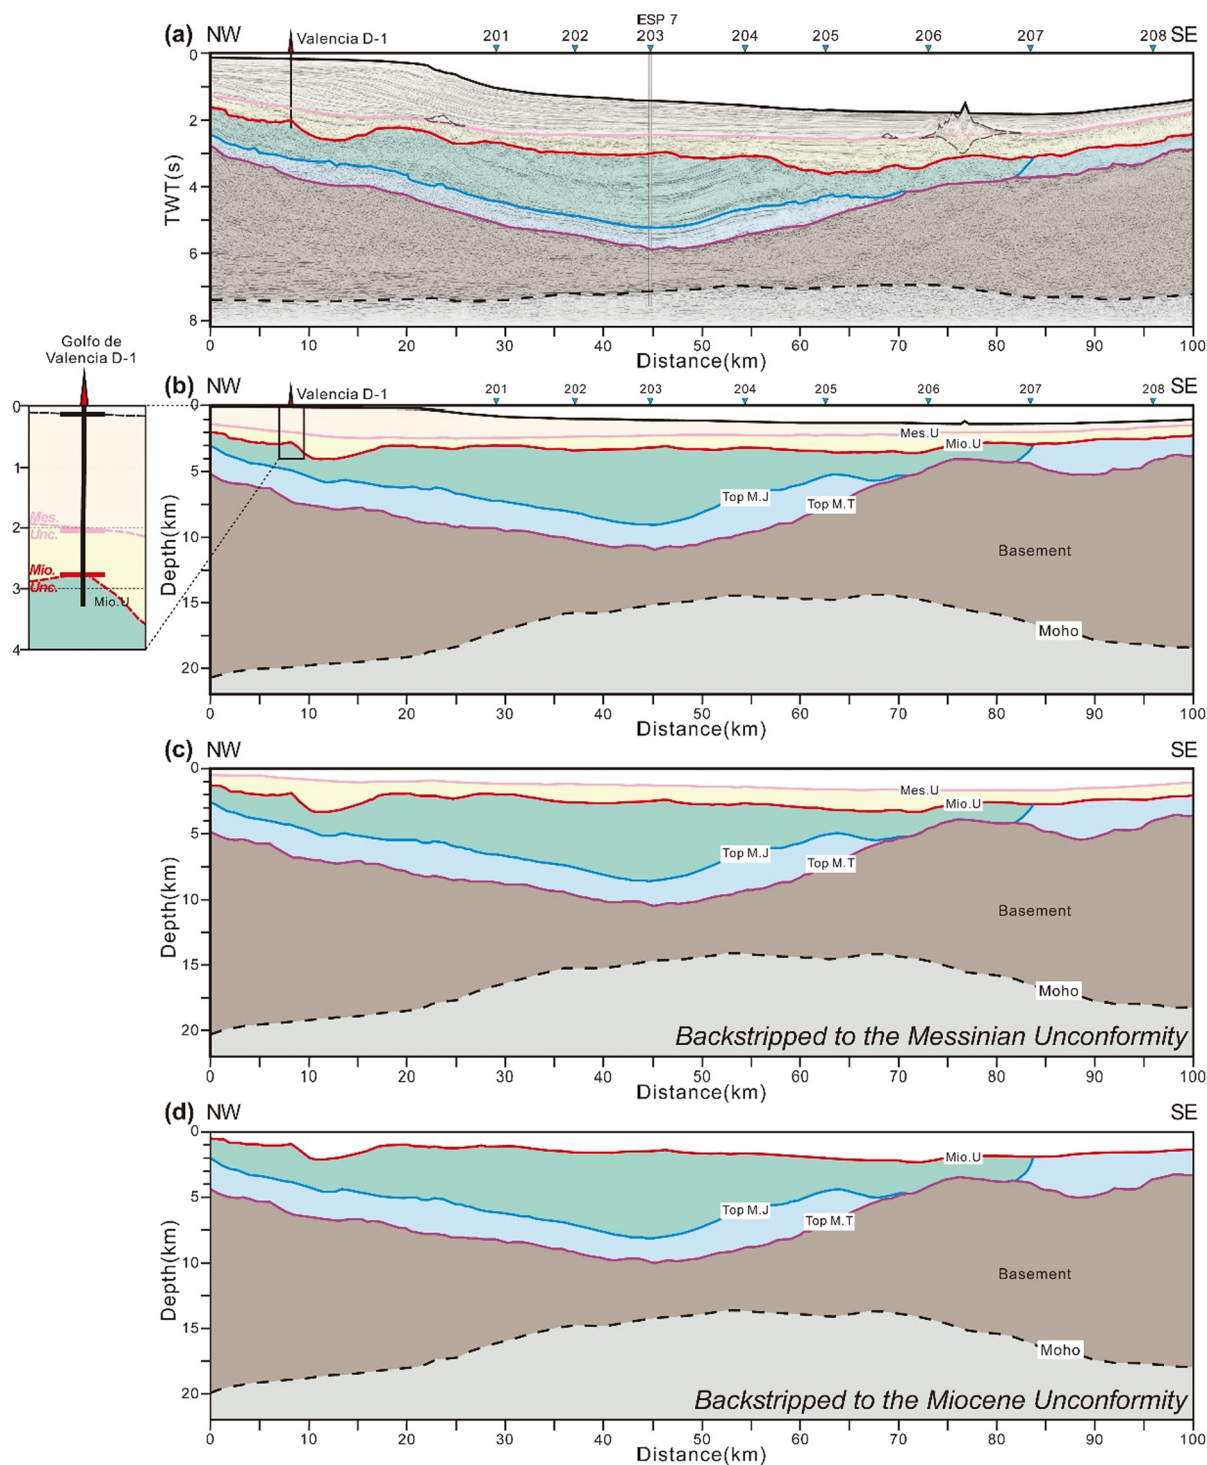 ESP 7
(a) NW Valencia D-1 201 202 203 204 205 206 207 208 SE
0
2
4
6
8
TWT(s)
0 10 20 30 40 50 60 70 80 90 100
Distance(km)
Golfo de
Valencia D-1
0
1
2
3
4
Mes.
Unc.
Mio.
Unc.
Mio.U
(b) NW Valencia D-1 201 202 203 204 205 206 207 208 SE
0
5
10
15
20
Depth(km)
Mes.U
Mio.U
Top M.J
Top M.T
Basement
Moho
0 10 20 30 40 50 60 70 80 90 100
Distance(km)
(c) NW SE
0
5
10
15
20
Depth(km)
Mes.U
Mio.U
Top M.J
Top M.T
Basement
Moho
Backstripped to the Messinian Unconformity
0 10 20 30 40 50 60 70 80 90 100
Distance(km)
(d) NW SE
0
5
10
15
20
Depth(km)
Mio.U
Top M.J
Top M.T
Basement
Moho
Backstripped to the Miocene Unconformity
0 10 20 30 40 50 60 70 80 90 100
Distance(km)